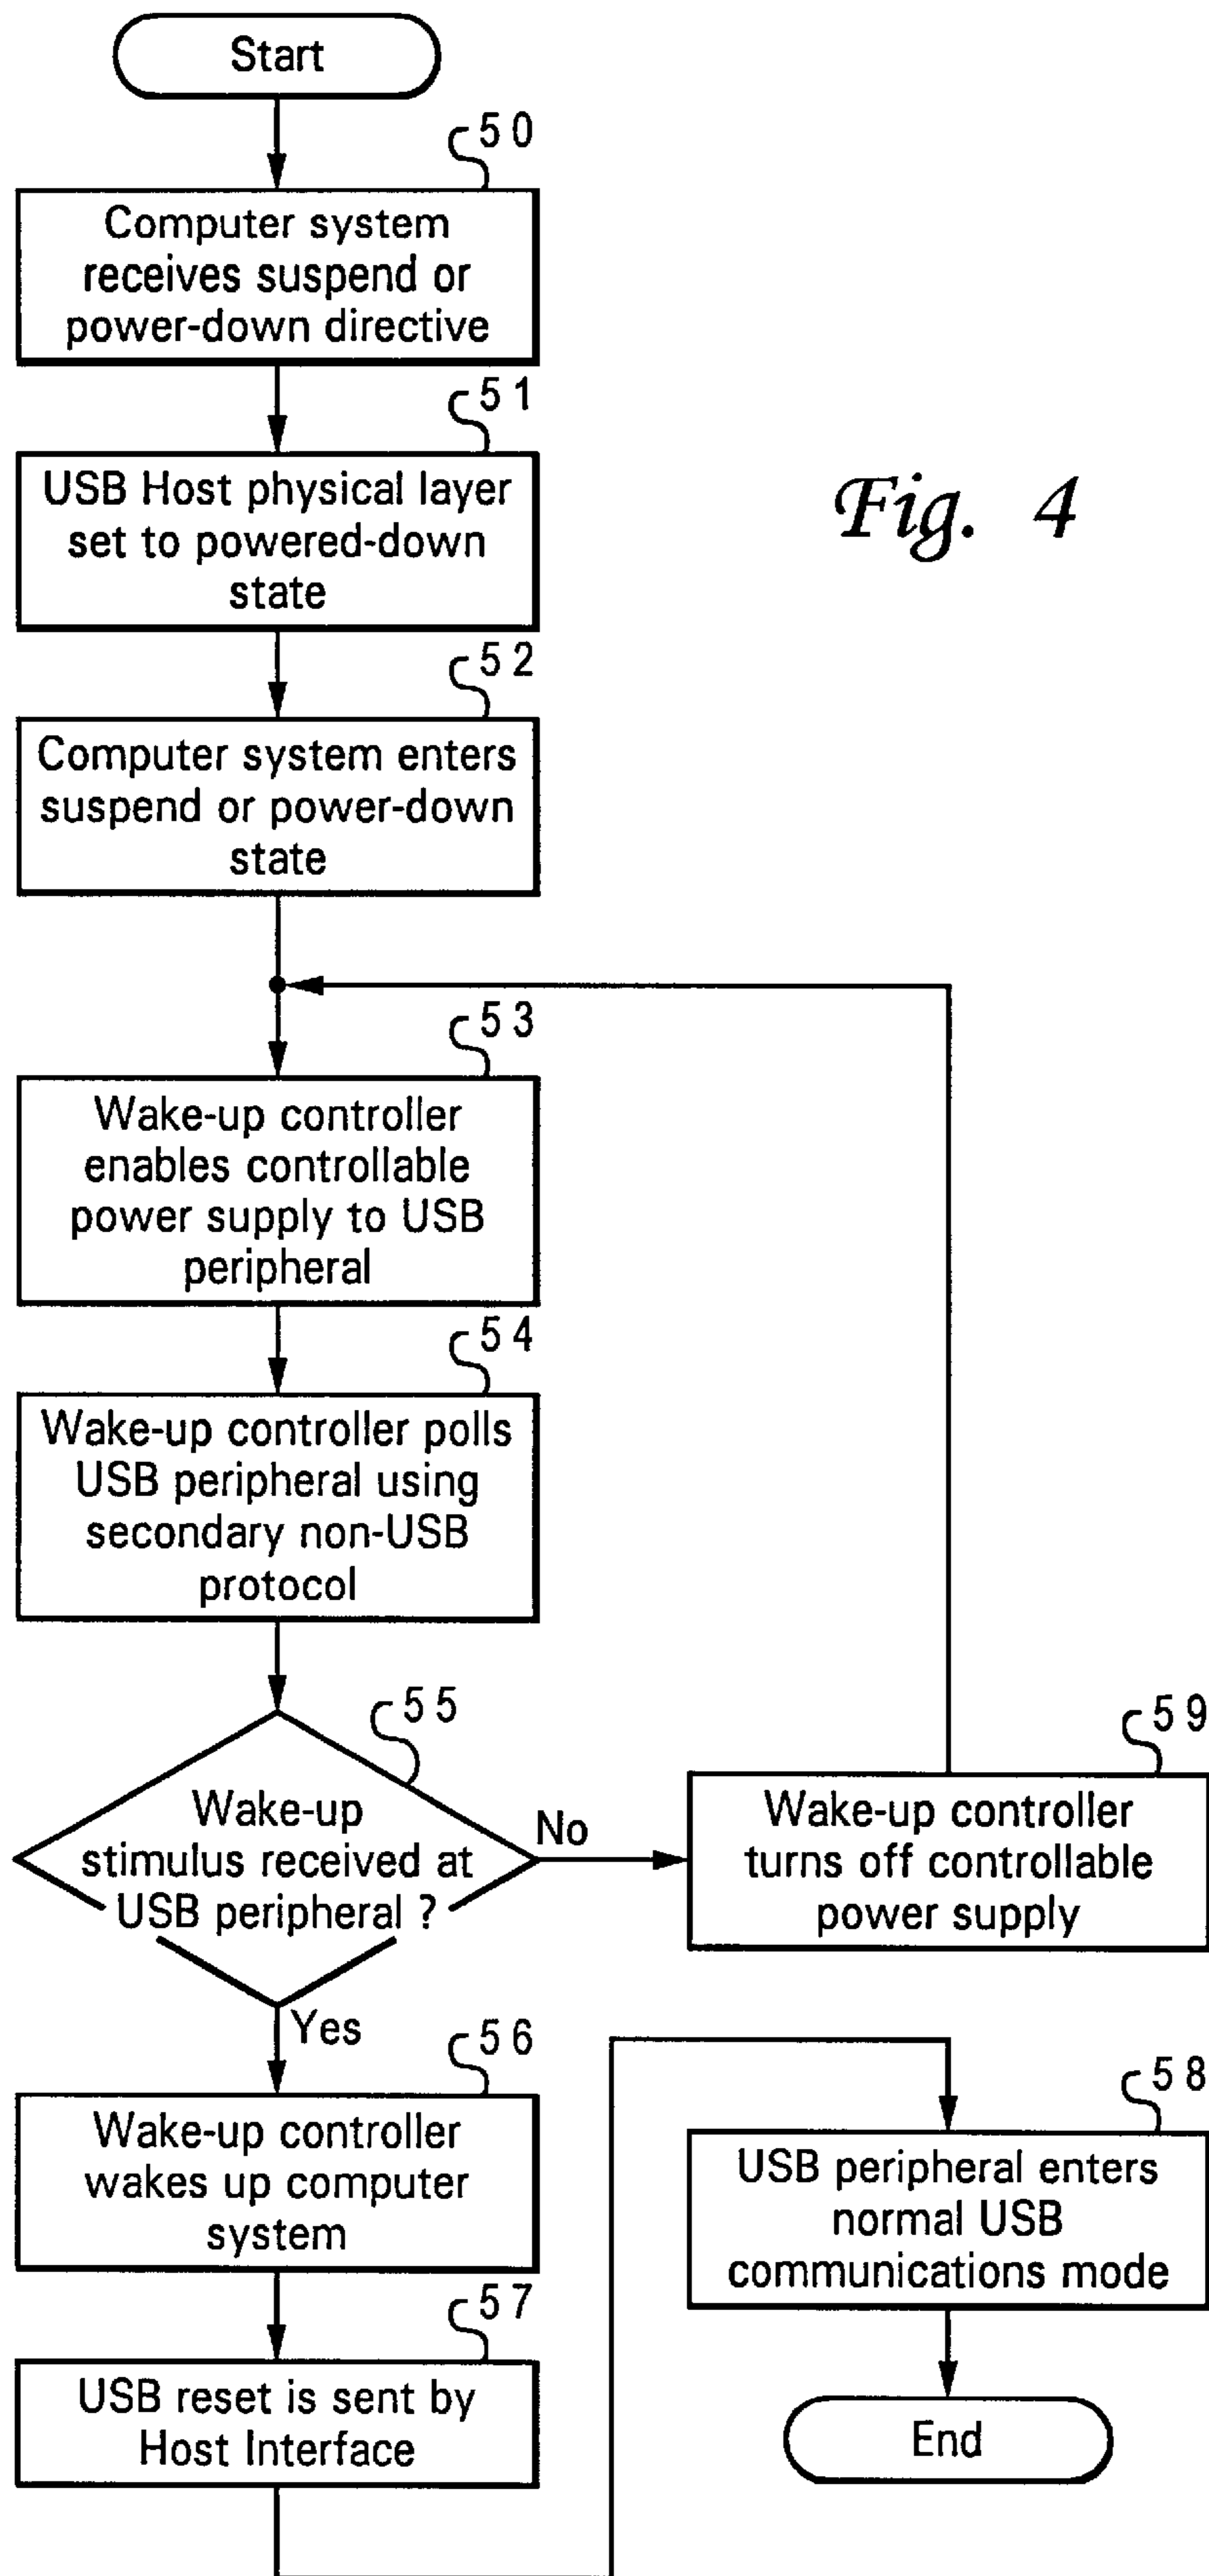 Start
50
Computer system
receives suspend or
power-down directive
51
USB Host physical layer
set to powered-down
state
Fig. 4
52
Computer system enters
suspend or power-down
state
53
Wake-up controller
enables controllable
power supply to USB
peripheral
54
Wake-up controller polls
USB peripheral using
secondary non-USB
protocol
55
Wake-up
stimulus received at
USB peripheral ?
No
59
Wake-up controller
turns off controllable
power supply
Yes
56
Wake-up controller
wakes up computer
system
57
USB reset is sent by
Host Interface
58
USB peripheral enters
normal USB
communications mode
End